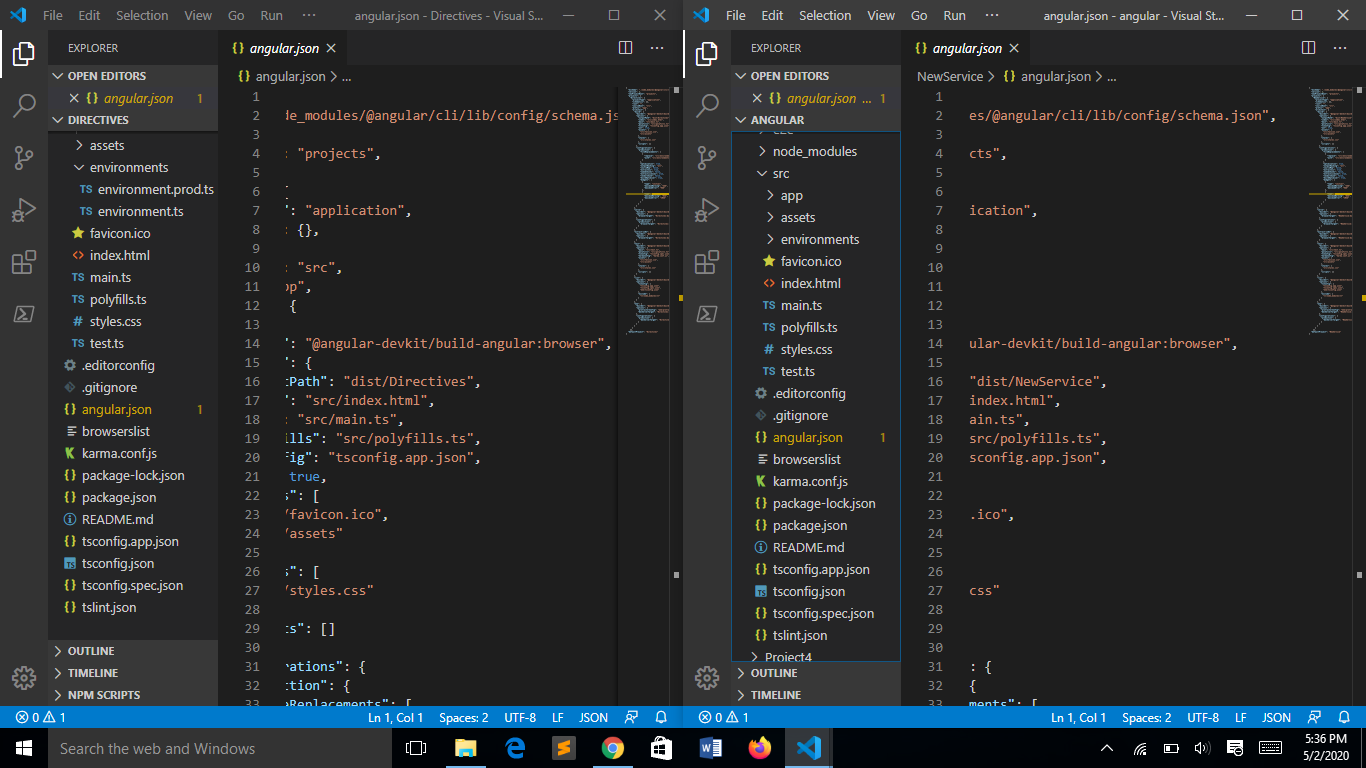 File Edit Selection View Go Run ··· angular.json - Directives - Visual S...
EXPLORER
OPEN EDITORS
angular.json 1
DIRECTIVES
assets
environments
TS environment.prod.ts
TS environment.ts
favicon.ico
index.html
TS main.ts
TS polyfills.ts
# styles.css
TS test.ts
.editorconfig
.gitignore
{} angular.json 1
browserslist
karma.conf.js
{} package-lock.json
{} package.json
README.md
{} tsconfig.app.json
TS tsconfig.json
{} tsconfig.spec.json
{} tslint.json
OUTLINE
TIMELINE
NPM SCRIPTS
{} angular.json ···
{} angular.json > ...
1
2 de_modules/@angular/cli/lib/config/schema.js
3
4 : "projects",
5
6
7 ": "application",
8 : {},
9
10 : "src",
11 pp",
12 {
13
14 ": "@angular-devkit/build-angular:browser",
15 ": {
16 tPath": "dist/Directives",
17 ": "src/index.html",
18 : "src/main.ts",
19 ills": "src/polyfills.ts",
20 fig": "tsconfig.app.json",
21 true,
22 s": [
23 /favicon.ico",
24 /assets"
25
26 s": [
27 /styles.css"
28
29 ts": []
30
31 rations": {
32 ction": {
33 eReplacements": [
0 1 Ln 1, Col 1 Spaces: 2 UTF-8 LF JSON
File Edit Selection View Go Run ··· angular.json - angular - Visual St...
EXPLORER
OPEN EDITORS
{} angular.json ... 1
ANGULAR
node_modules
src
app
assets
environments
favicon.ico
index.html
TS main.ts
TS polyfills.ts
# styles.css
TS test.ts
.editorconfig
.gitignore
{} angular.json 1
browserslist
karma.conf.js
{} package-lock.json
{} package.json
README.md
{} tsconfig.app.json
TS tsconfig.json
{} tsconfig.spec.json
{} tslint.json
Project4
OUTLINE
TIMELINE
{} angular.json ···
NewService > {} angular.json > ...
1
2 es/@angular/cli/lib/config/schema.json",
3
4 cts",
5
6
7 ication",
8
9
10
11
12
13
14 ular-devkit/build-angular:browser",
15
16 "dist/NewService",
17 index.html",
18 ain.ts",
19 src/polyfills.ts",
20 sconfig.app.json",
21
22
23 .ico",
24
25
26
27 css"
28
29
30
31 : {
32 {
33 ments": [
0 1 Ln 1, Col 1 Spaces: 2 UTF-8 LF JSON
Search the web and Windows
5:36 PM
5/2/2020